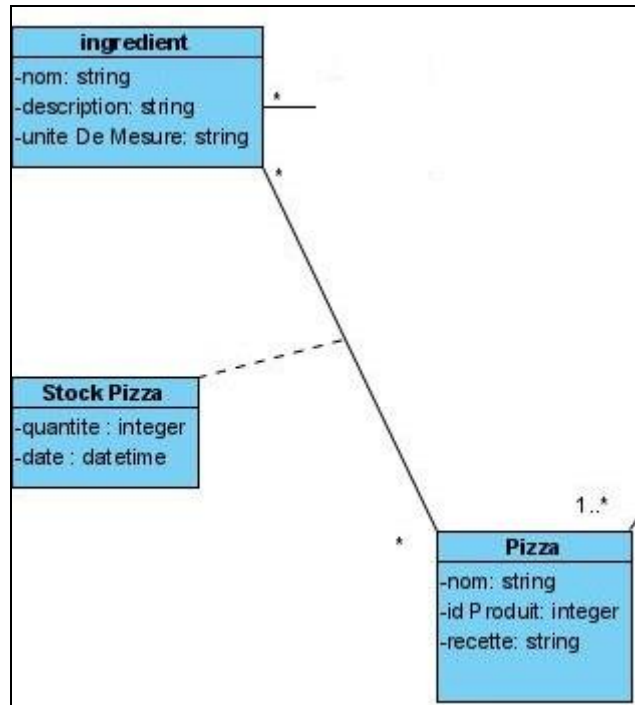 ingredient
-nom: string
-description: string
-unite De Mesure: string
*
*
Stock Pizza
-quantite : integer
-date : datetime
1..*
*
Pizza
-nom: string
-id Produit: integer
-recette: string